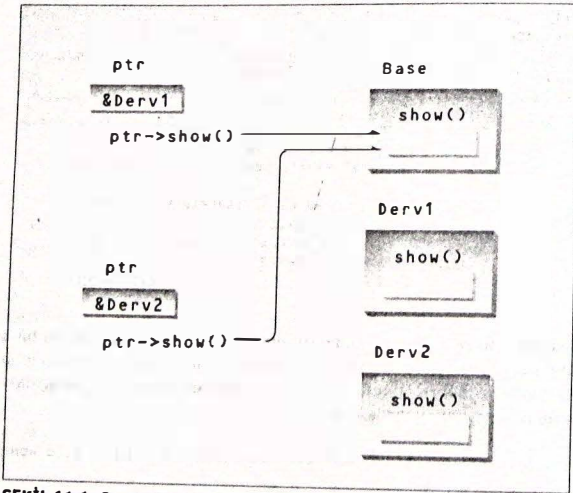 ptr
&Derv1
ptr->show()
Base
show()
Derv1
show()
ptr
&Derv2
ptr->show()
Derv2
show()